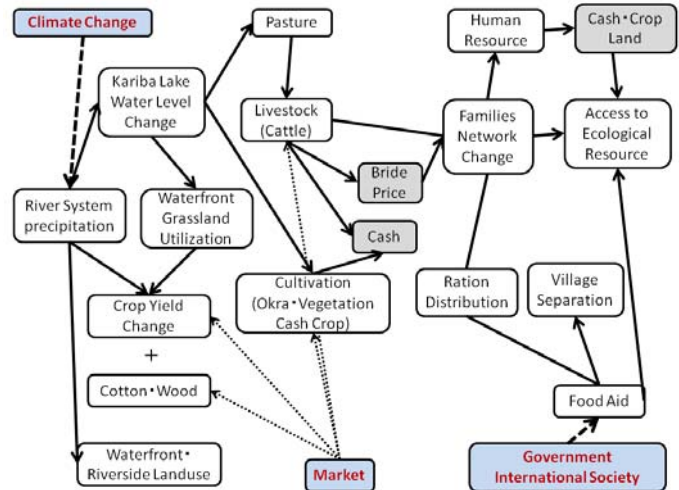 Climate Change
Pasture
Human
Resource
Cash・Crop
Land
Kariba Lake
Water Level
Change
Livestock
(Cattle)
Families
Network
Change
Access to
Ecological
Resource
Bride
Price
River System
precipitation
Waterfront
Grassland
Utilization
Cash
Cultivation
(Okra・Vegetation
Cash Crop)
Ration
Distribution
Village
Separation
Crop Yield
Change
+
Cotton・Wood
Food Aid
Waterfront・
Riverside Landuse
Market
Government
International Society